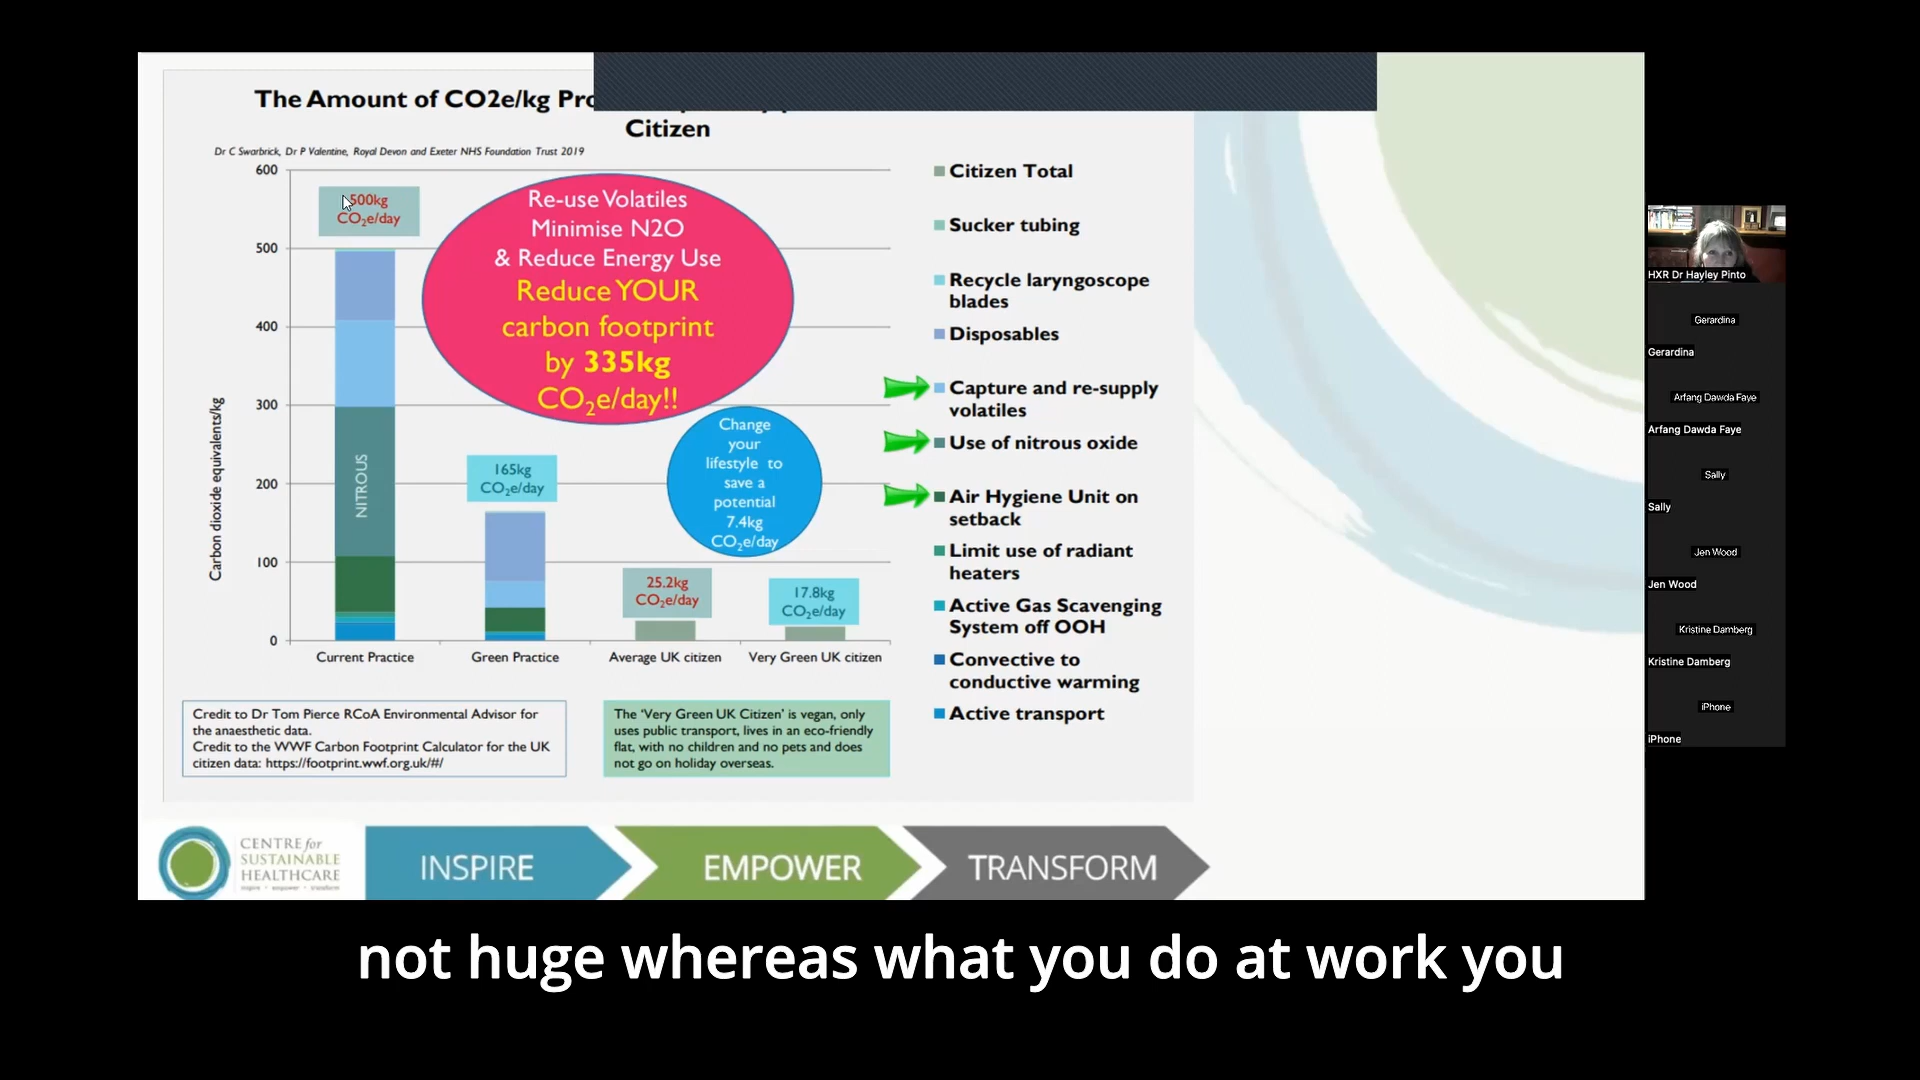 The Amount of CO2e/kg Pro
Citizen
Dr C Swarbrick, Dr P Valentine, Royal Devon and Exeter NHS Foundation Trust 2019
Carbon dioxide equivalents/kg
600
500
400
300
200
100
0
500kg
CO₂e/day
NITROUS
165kg
CO₂e/day
25.2kg
CO₂e/day
17.8kg
CO₂e/day
Current Practice
Green Practice
Average UK citizen
Very Green UK citizen
Re-use Volatiles
Minimise N2O
& Reduce Energy Use
Reduce YOUR
carbon footprint
by 335kg
CO₂e/day!!
Change
your
lifestyle to
save a
potential
7.4kg
CO₂e/day
Citizen Total
Sucker tubing
Recycle laryngoscope
blades
Disposables
Capture and re-supply
volatiles
Use of nitrous oxide
Air Hygiene Unit on
setback
Limit use of radiant
heaters
Active Gas Scavenging
System off OOH
Convective to
conductive warming
Active transport
Credit to Dr Tom Pierce RCoA Environmental Advisor for
the anaesthetic data.
Credit to the WWF Carbon Footprint Calculator for the UK
citizen data: https://footprint.wwf.org.uk/#/
The ‘Very Green UK Citizen’ is vegan, only
uses public transport, lives in an eco-friendly
flat, with no children and no pets and does
not go on holiday overseas.
CENTRE for
SUSTAINABLE
HEALTHCARE
inspire • empower • transform
INSPIRE
EMPOWER
TRANSFORM
HXR Dr Hayley Pinto
Gerardina
Gerardina
Arfang Dawda Faye
Arfang Dawda Faye
Sally
Sally
Jen Wood
Jen Wood
Kristine Damberg
Kristine Damberg
iPhone
iPhone
not huge whereas what you do at work you